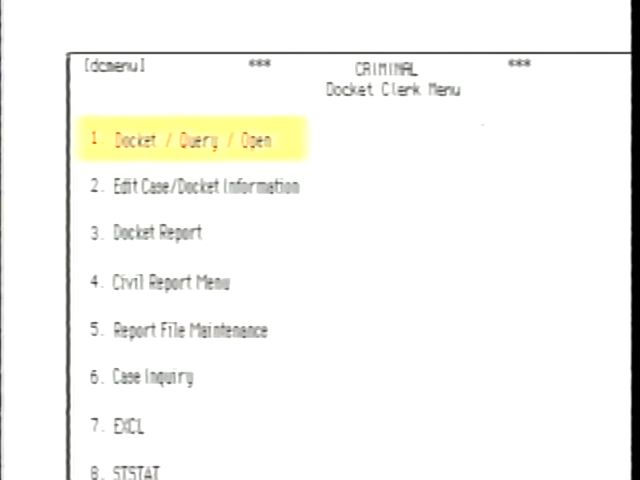 [dcmenu] *** CRIMINAL ***
Docket Clerk Menu
1. Docket / Query / Open
2. Edit Case/Docket Information
3. Docket Report
4. Civil Report Menu
5. Report File Maintenance
6. Case Inquiry
7. EXCL
8. STSTAT